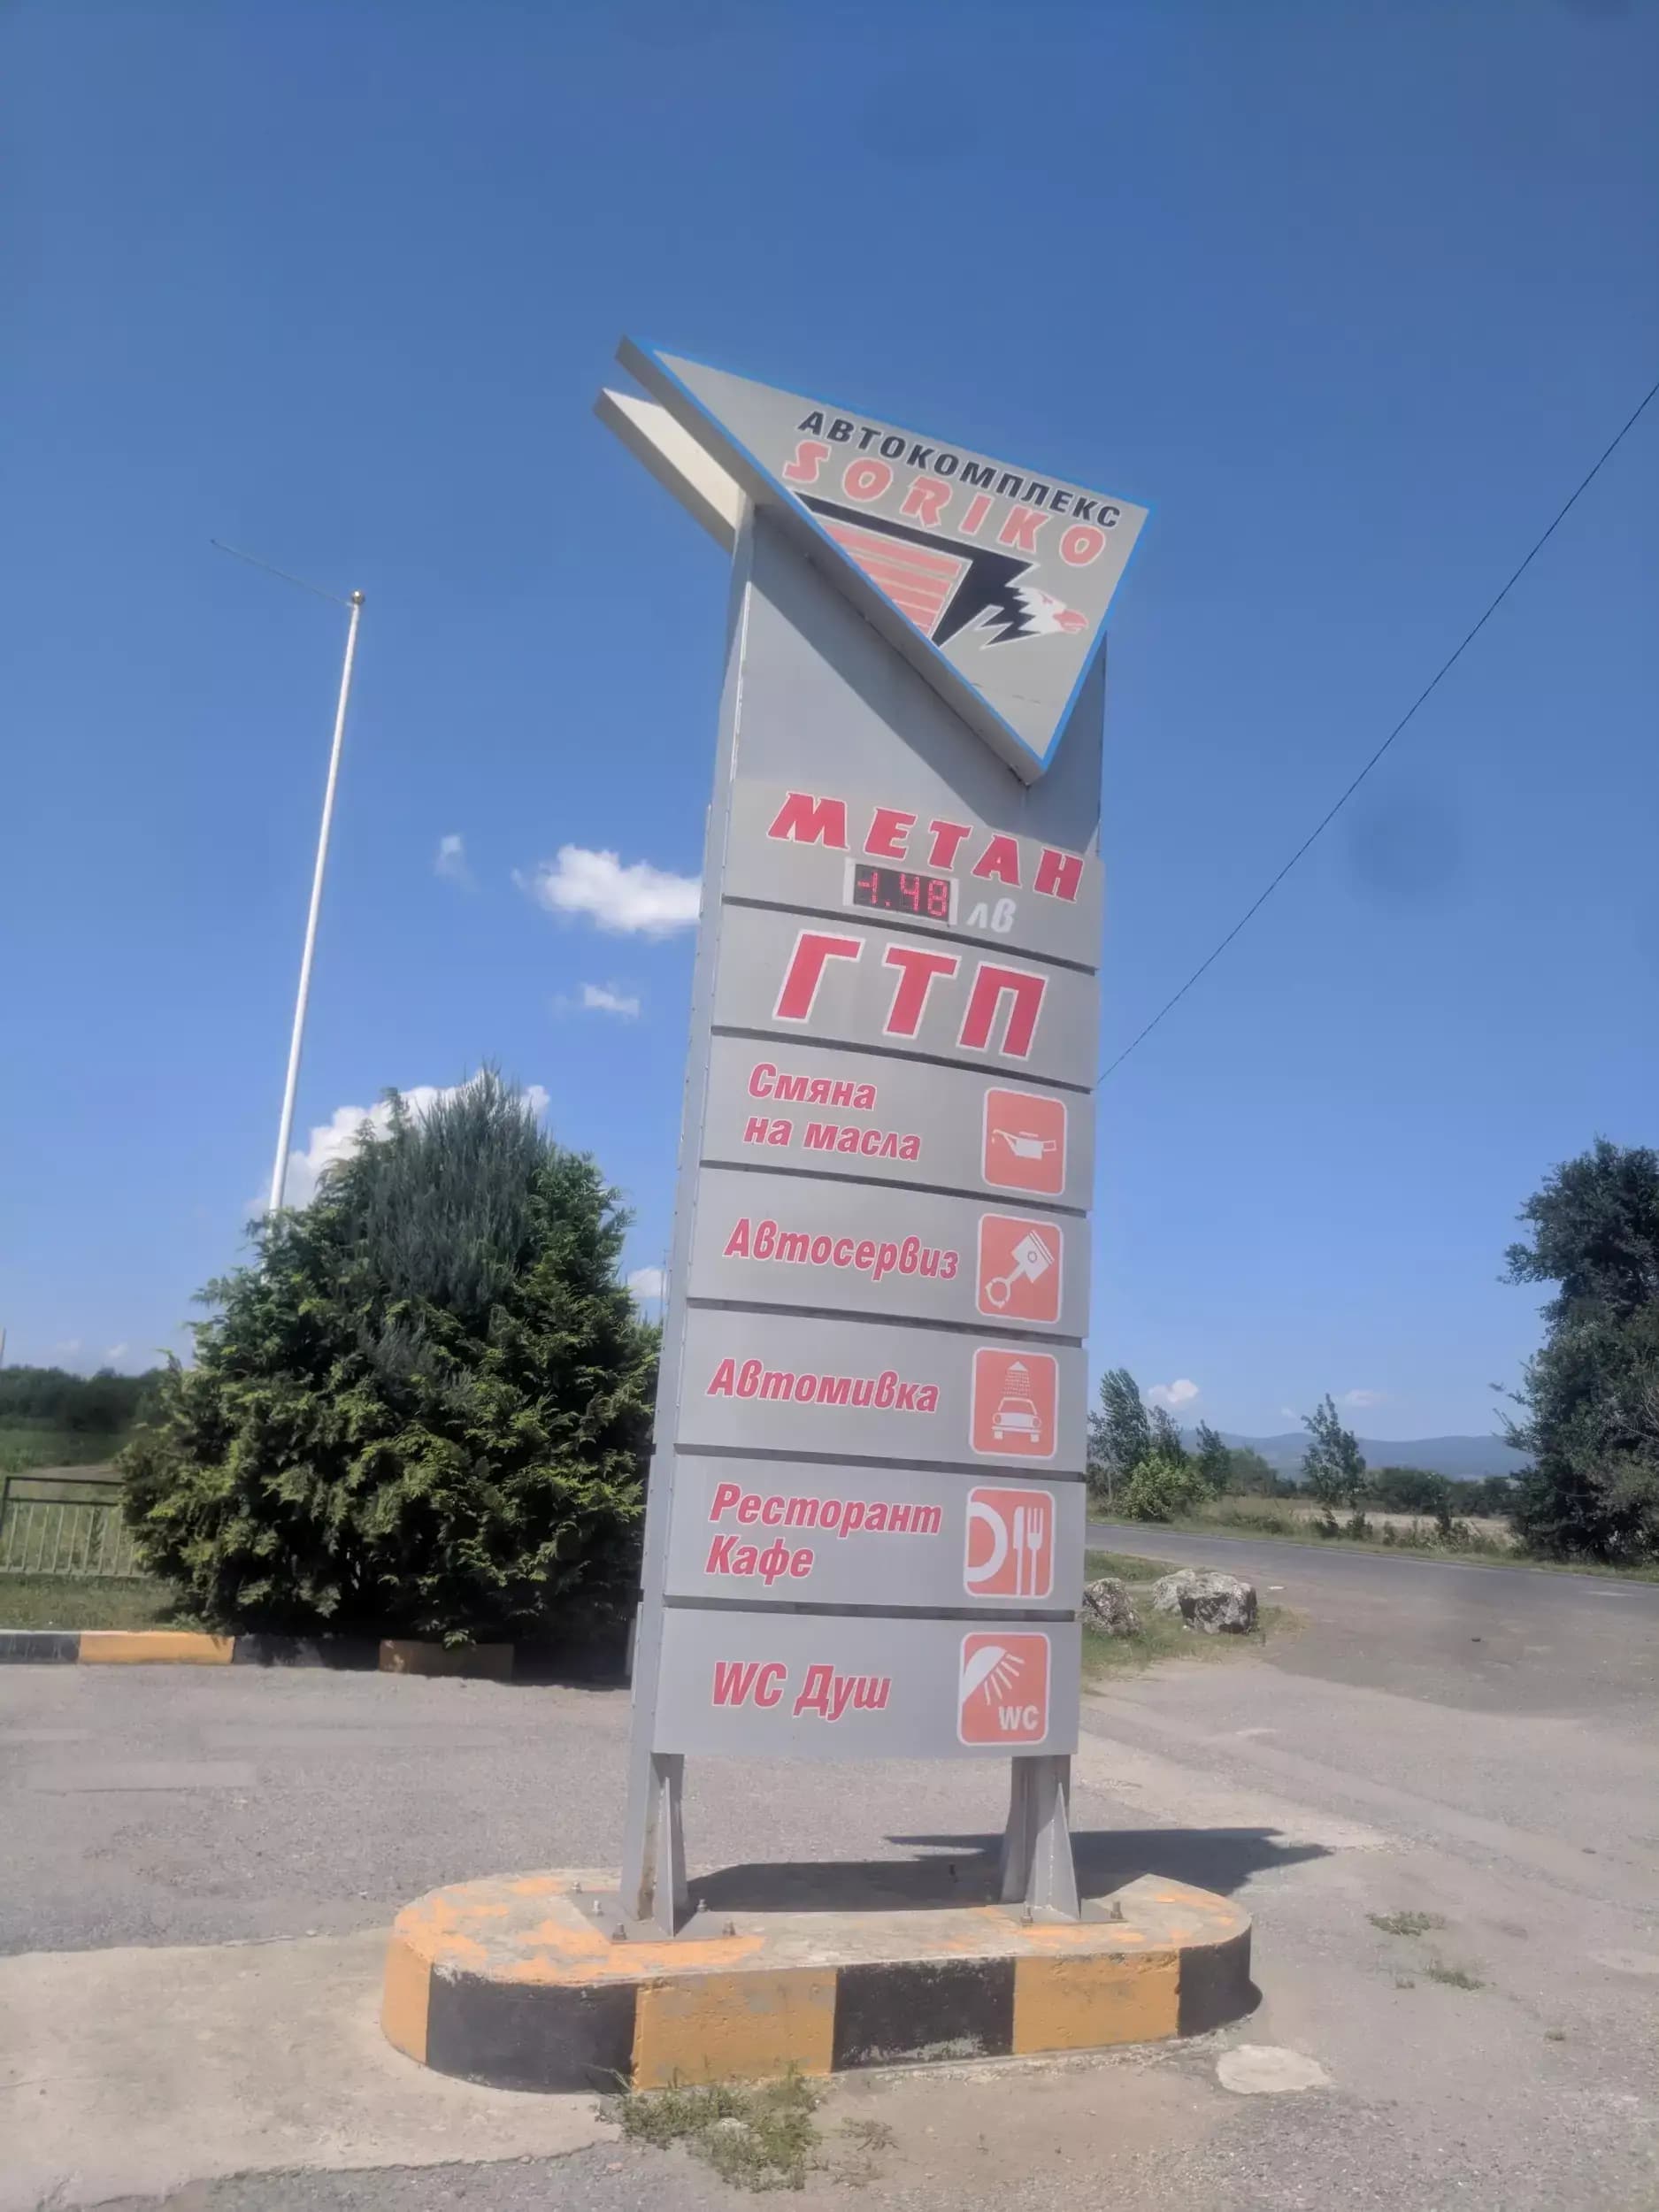 АВТОКОМПЛЕКС
SORIKO
МЕТАН
-1.48 лв
ГТП
Смяна
на масла
Автосервиз
Автомивка
Ресторант
Кафе
WC Душ
WC